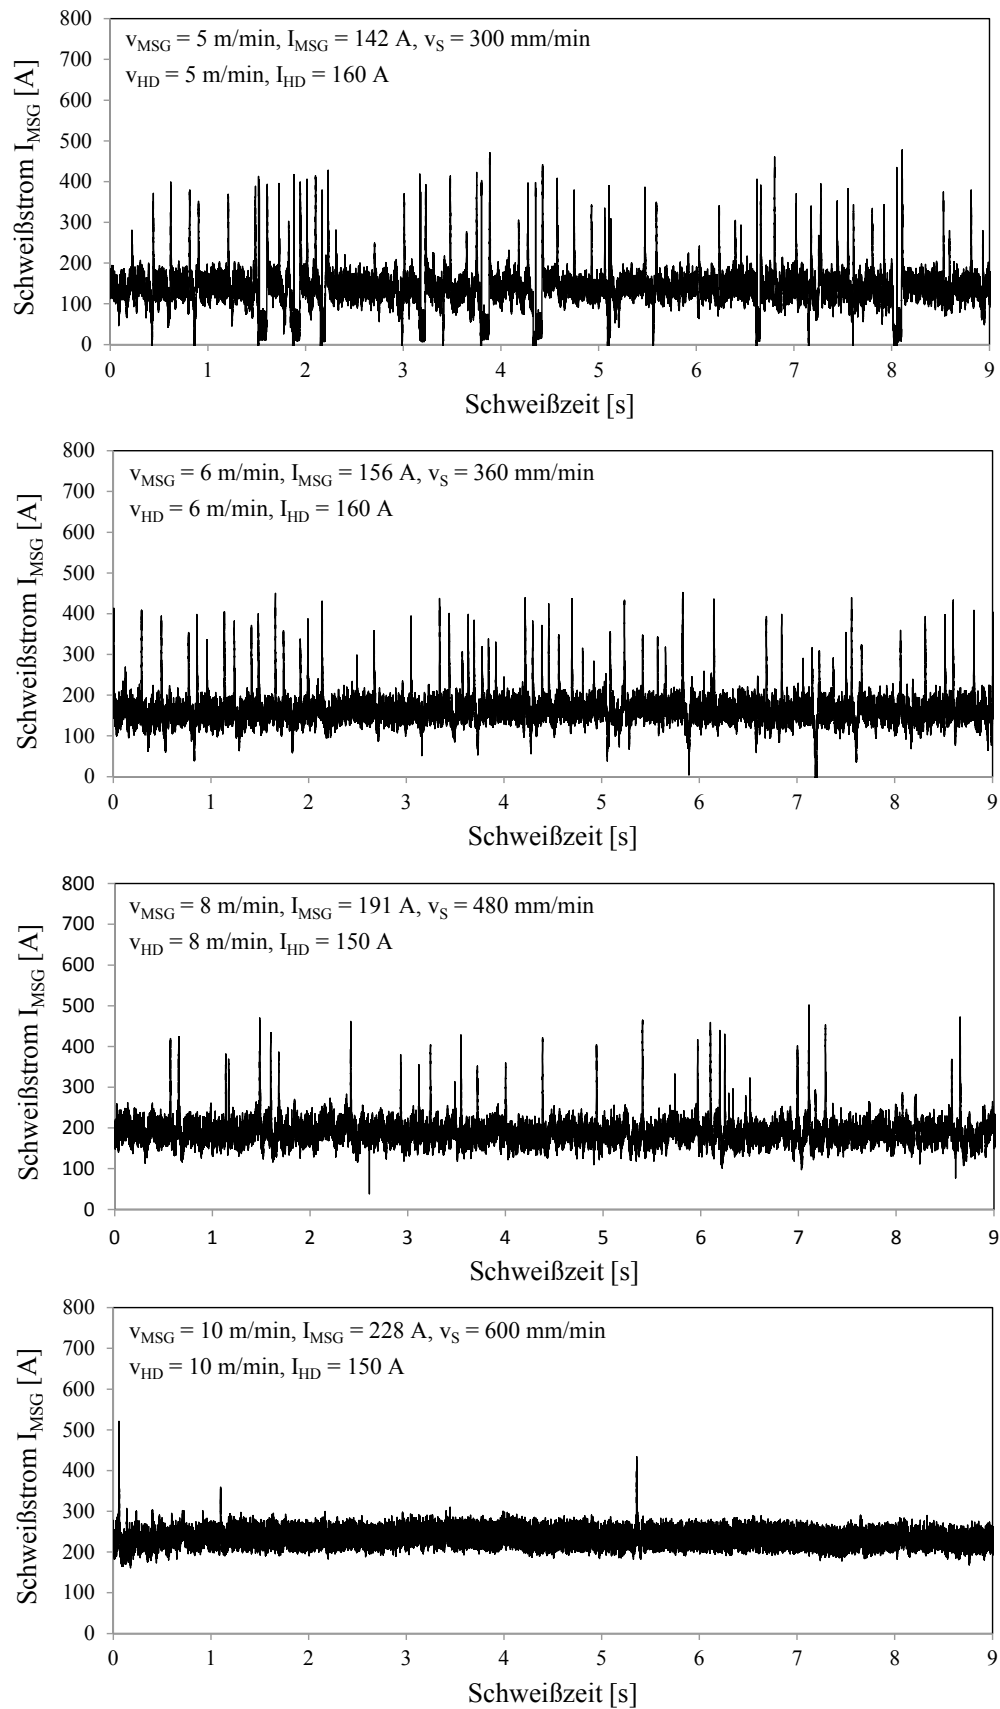 v_MSG = 5 m/min, I_MSG = 142 A, v_S = 300 mm/min
v_HD = 5 m/min, I_HD = 160 A
Schweißstrom I_MSG [A]
800
700
600
500
400
300
200
100
0
0 1 2 3 4 5 6 7 8 9
Schweißzeit [s]
v_MSG = 6 m/min, I_MSG = 156 A, v_S = 360 mm/min
v_HD = 6 m/min, I_HD = 160 A
Schweißstrom I_MSG [A]
800
700
600
500
400
300
200
100
0
0 1 2 3 4 5 6 7 8 9
Schweißzeit [s]
v_MSG = 8 m/min, I_MSG = 191 A, v_S = 480 mm/min
v_HD = 8 m/min, I_HD = 150 A
Schweißstrom I_MSG [A]
800
700
600
500
400
300
200
100
0
0 1 2 3 4 5 6 7 8 9
Schweißzeit [s]
v_MSG = 10 m/min, I_MSG = 228 A, v_S = 600 mm/min
v_HD = 10 m/min, I_HD = 150 A
Schweißstrom I_MSG [A]
800
700
600
500
400
300
200
100
0
0 1 2 3 4 5 6 7 8 9
Schweißzeit [s]